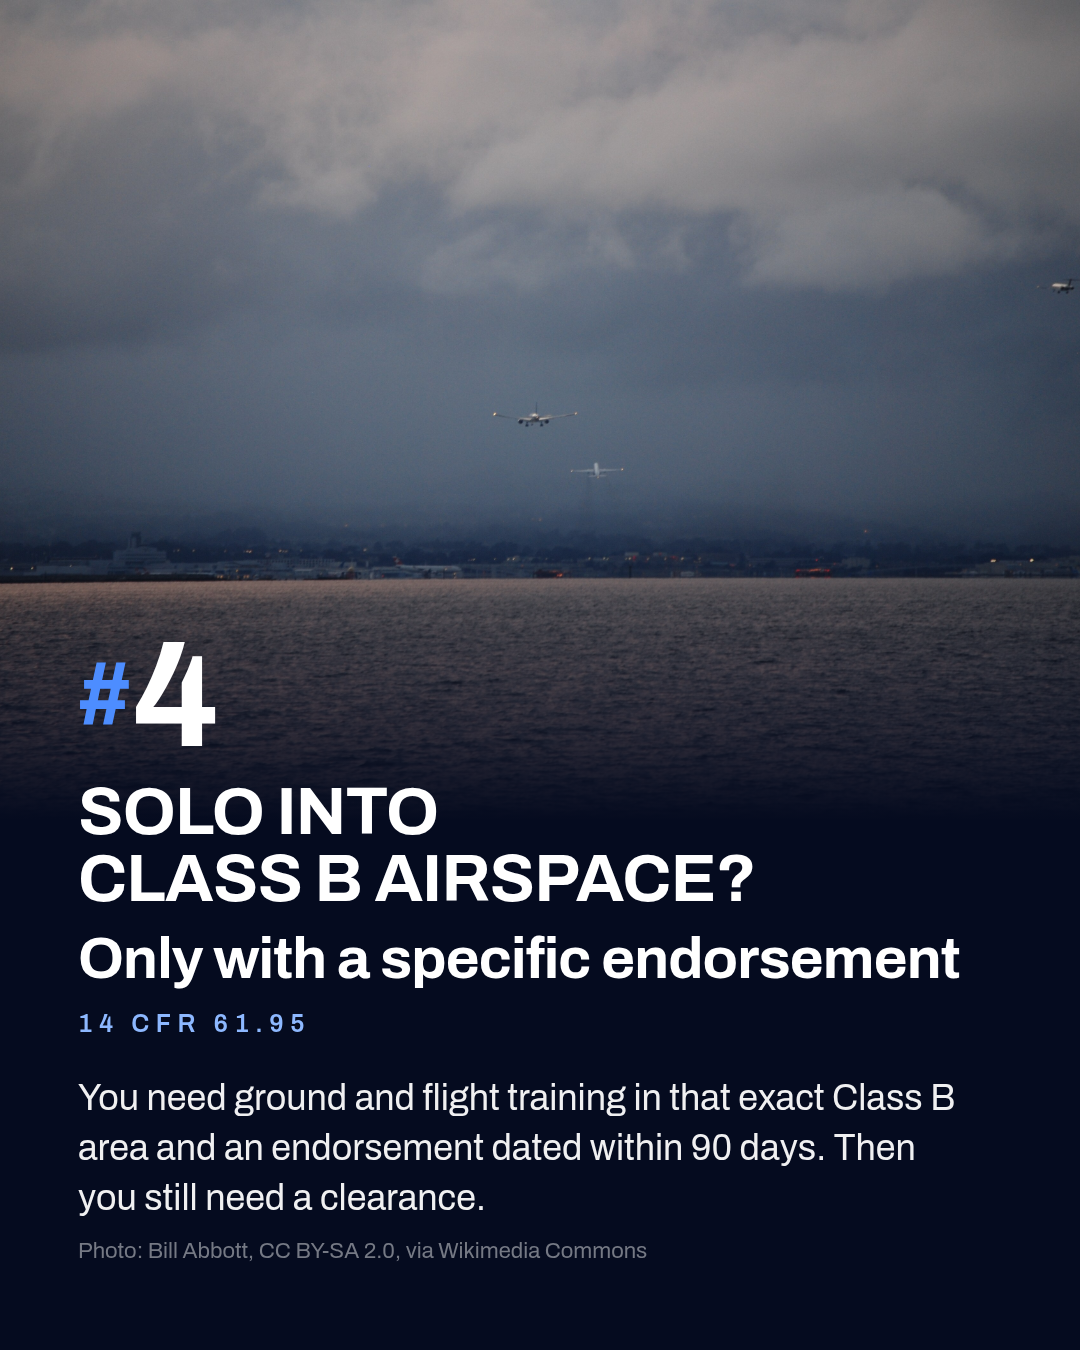 #4
SOLO INTO
CLASS B AIRSPACE?
Only with a specific endorsement
14 CFR 61.95
You need ground and flight training in that exact Class B
area and an endorsement dated within 90 days. Then
you still need a clearance.
Photo: Bill Abbott, CC BY-SA 2.0, via Wikimedia Commons